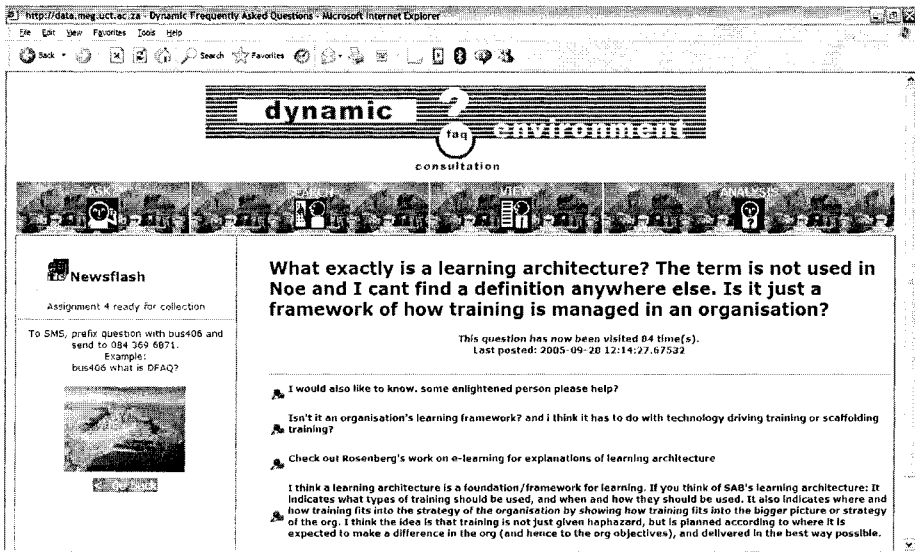 http://data.meg.uct.ac.za - Dynamic Frequently Asked Questions - Microsoft Internet Explorer
File Edit View Favorites Tools Help
Back Search Favorites
dynamic ? environment
faq
consultation
ASK SEARCH VIEW ANALYSIS
Newsflash
Assignment 4 ready for collection
To SMS, prefix question with bus406 and
send to 084 369 6871.
Example:
bus406 what is DFAQ?
< Go back
What exactly is a learning architecture? The term is not used in
Noe and I cant find a definition anywhere else. Is it just a
framework of how training is managed in an organisation?
This question has now been visited 84 time(s).
Last posted: 2005-09-28 12:14:27.67532
I would also like to know. some enlightened person please help?
Isn't it an organisation's learning framework? and i think it has to do with technology driving training or scaffolding
training?
Check out Rosenberg's work on e-learning for explanations of learning architecture
I think a learning architecture is a foundation/framework for learning. If you think of SAB's learning architecture: It
indicates what types of training should be used, and when and how they should be used. It also indicates where and
how training fits into the strategy of the organisation by showing how training fits into the bigger picture or strategy
of the org. I think the idea is that training is not just given haphazard, but is planned according to where it is
expected to make a difference in the org (and hence to the org objectives), and delivered in the best way possible.